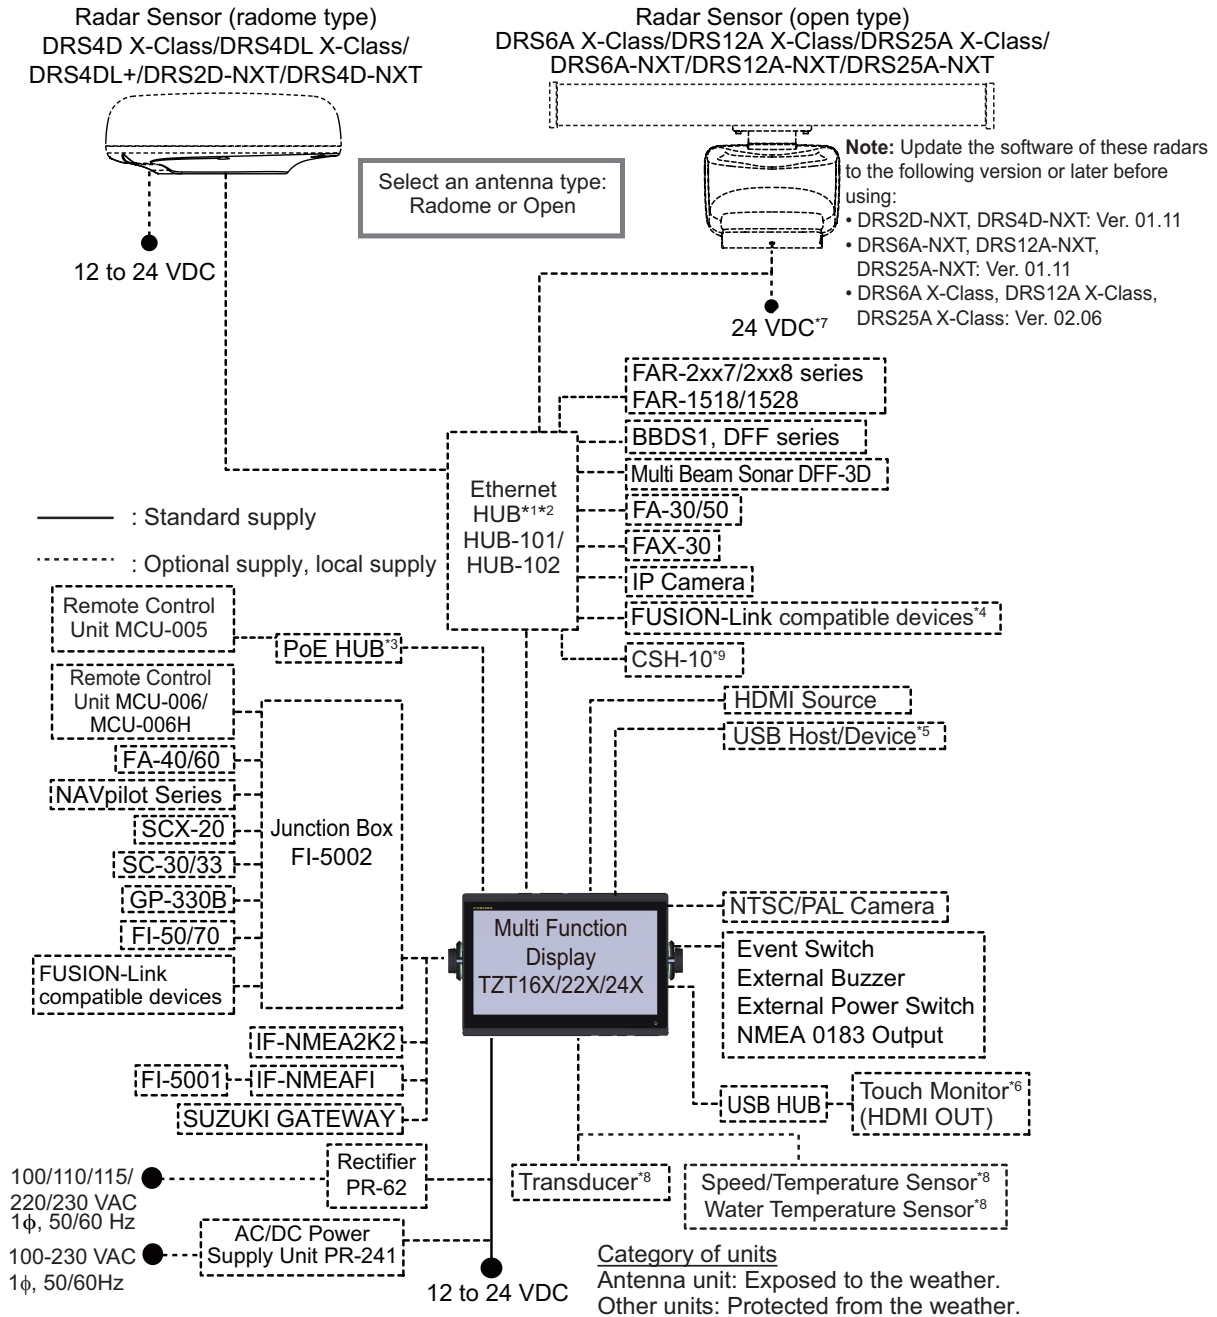 Radar Sensor (radome type)
DRS4D X-Class/DRS4DL X-Class/
DRS4DL+/DRS2D-NXT/DRS4D-NXT
Radar Sensor (open type)
DRS6A X-Class/DRS12A X-Class/DRS25A X-Class/
DRS6A-NXT/DRS12A-NXT/DRS25A-NXT
Select an antenna type:
Radome or Open
Note: Update the software of these radars
to the following version or later before
using:
• DRS2D-NXT, DRS4D-NXT: Ver. 01.11
• DRS6A-NXT, DRS12A-NXT,
DRS25A-NXT: Ver. 01.11
• DRS6A X-Class, DRS12A X-Class,
DRS25A X-Class: Ver. 02.06
12 to 24 VDC
24 VDC*7
FAR-2xx7/2xx8 series
FAR-1518/1528
BBDS1, DFF series
Multi Beam Sonar DFF-3D
FA-30/50
FAX-30
IP Camera
FUSION-Link compatible devices*4
CSH-10*9
Ethernet
HUB*1*2
HUB-101/
HUB-102
: Standard supply
: Optional supply, local supply
Remote Control
Unit MCU-005
PoE HUB*3
Remote Control
Unit MCU-006/
MCU-006H
FA-40/60
NAVpilot Series
SCX-20
SC-30/33
GP-330B
FI-50/70
FUSION-Link
compatible devices
Junction Box
FI-5002
HDMI Source
USB Host/Device*5
FURUNO
Multi Function
Display
TZT16X/22X/24X
NTSC/PAL Camera
Event Switch
External Buzzer
External Power Switch
NMEA 0183 Output
IF-NMEA2K2
FI-5001
IF-NMEAFI
SUZUKI GATEWAY
USB HUB
Touch Monitor*6
(HDMI OUT)
Rectifier
PR-62
100/110/115/
220/230 VAC
1ϕ, 50/60 Hz
Transducer*8
Speed/Temperature Sensor*8
Water Temperature Sensor*8
AC/DC Power
Supply Unit PR-241
100-230 VAC
1ϕ, 50/60Hz
12 to 24 VDC
Category of units
Antenna unit: Exposed to the weather.
Other units: Protected from the weather.